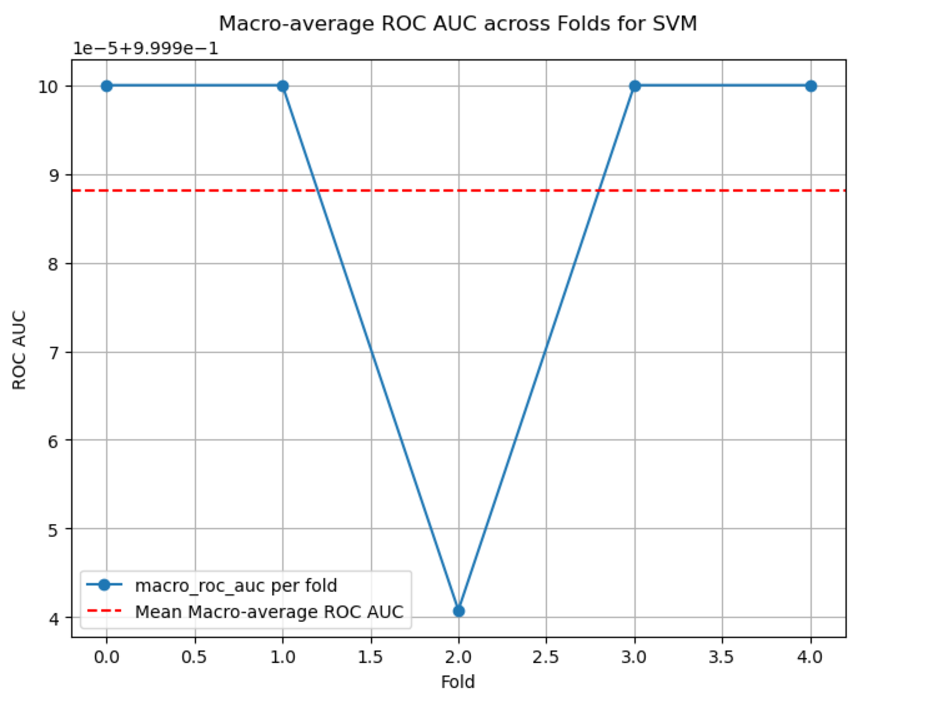 Macro-average ROC AUC across Folds for SVM
1e−5+9.999e−1
10
9
8
7
6
5
4
ROC AUC
macro_roc_auc per fold
Mean Macro-average ROC AUC
0.0 0.5 1.0 1.5 2.0 2.5 3.0 3.5 4.0
Fold